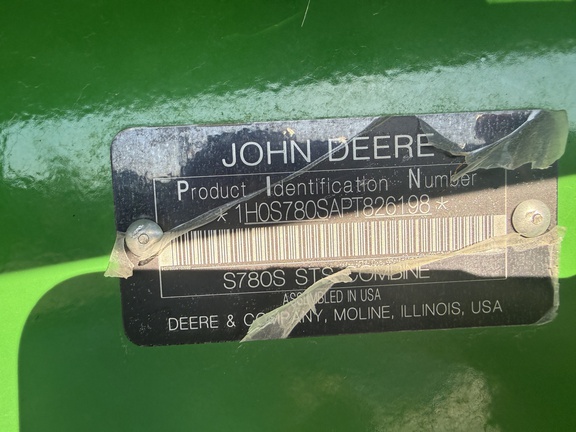 JOHN DEERE
Product Identification Number
*1H0S780SAPT826198*
S780S STS COMBINE
ASSEMBLED IN USA
DEERE & COMPANY, MOLINE, ILLINOIS, USA